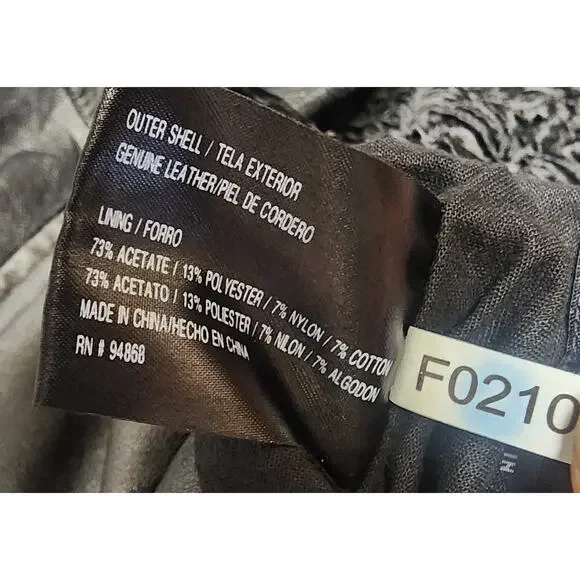 OUTER SHELL / TELA EXTERIOR
GENUINE LEATHER/PIEL DE CORDERO
LINING / FORRO
73% ACETATE / 13% POLYESTER / 7% NYLON / 7% COTTON
73% ACETATO / 13% POLIESTER / 7% NILON / 7% ALGODON
MADE IN CHINA/HECHO EN CHINA
RN # 94868
F0210